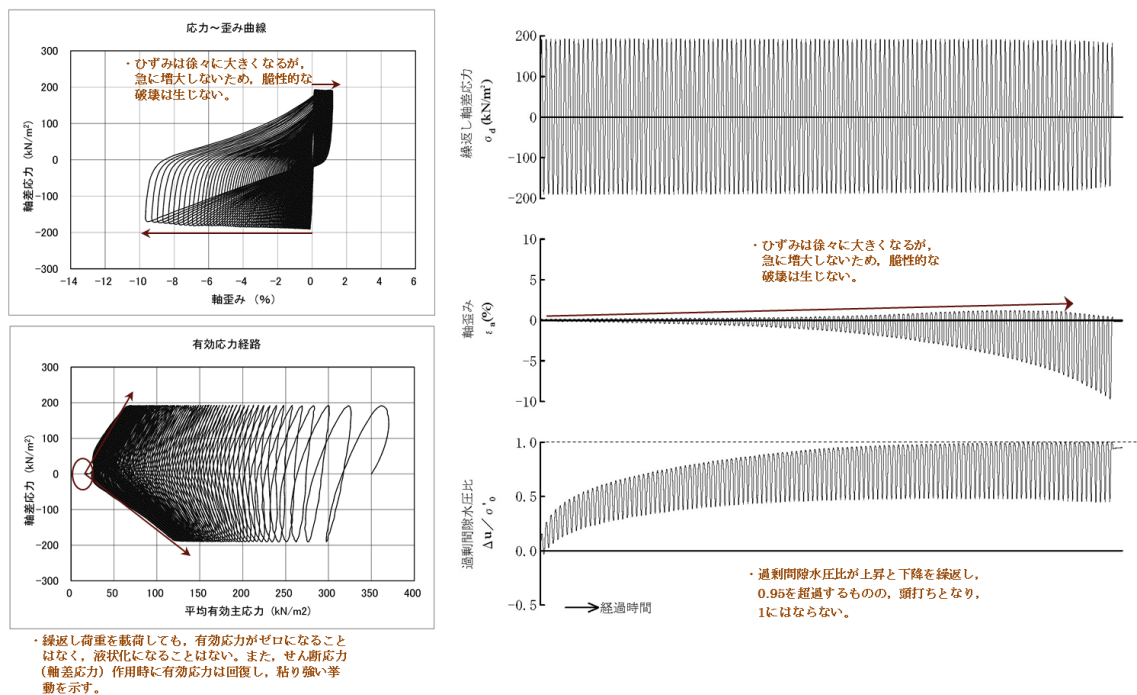 応力～歪み曲線
300
200
100
0
-100
-200
-300
-14 -12 -10 -8 -6 -4 -2 0 2 4 6
軸差応力（kN/m2）
軸歪み（%）
・ひずみは徐々に大きくなるが，
急に増大しないため，脆性的な
破壊は生じない。
有効応力経路
300
200
100
0
-100
-200
-300
0 50 100 150 200 250 300 350 400
軸差応力（kN/m2）
平均有効主応力（kN/m2）
・繰返し荷重を載荷しても，有効応力がゼロになること
はなく，液状化になることはない。また，せん断応力
（軸差応力）作用時に有効応力は回復し，粘り強い挙
動を示す。
繰返し軸差応力
σd(kN/m²)
200
100
0
-100
-200
軸歪み
εa(%)
10
5
0
-5
-10
・ひずみは徐々に大きくなるが，
急に増大しないため，脆性的な
破壊は生じない。
過剰間隙水圧比
Δu／σ'0
1.0
0.5
0.0
-0.5
経過時間
・過剰間隙水圧比が上昇と下降を繰返し，
0.95を超過するものの，頭打ちとなり，
1にはならない。